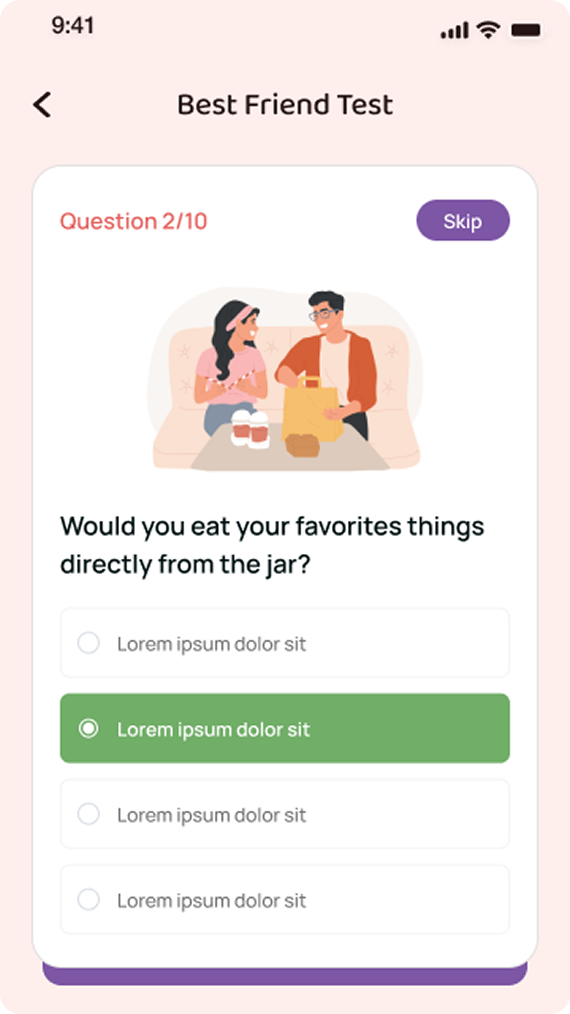 9:41
Best Friend Test
Question 2/10
Skip
Would you eat your favorites things
directly from the jar?
Lorem ipsum dolor sit
Lorem ipsum dolor sit
Lorem ipsum dolor sit
Lorem ipsum dolor sit